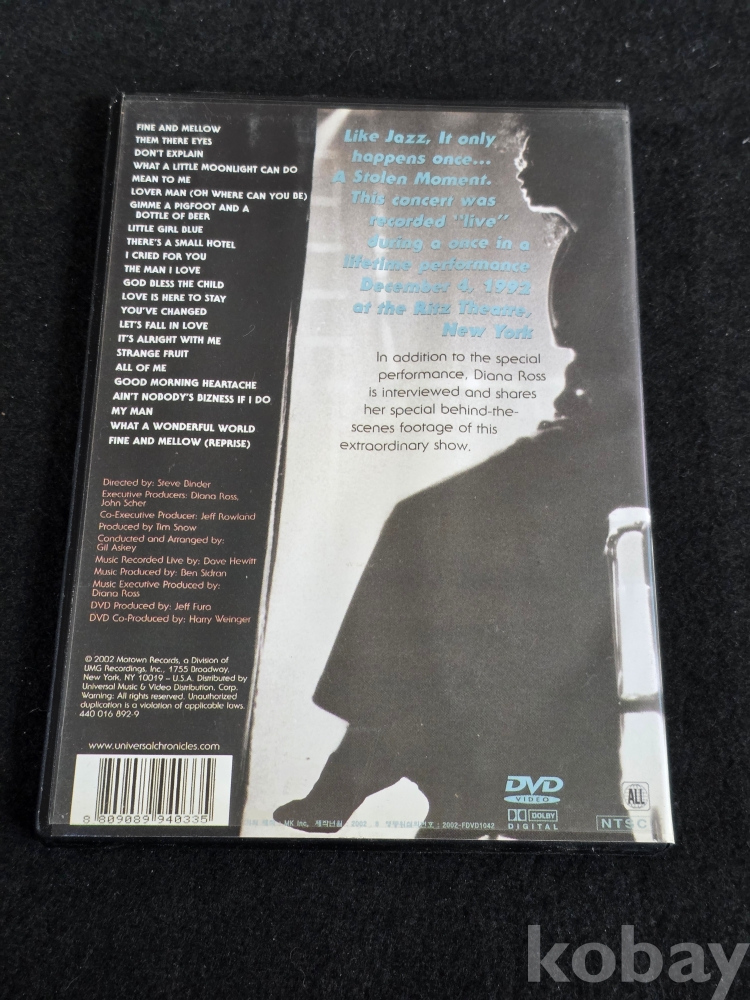 FINE AND MELLOW
THEM THERE EYES
DON'T EXPLAIN
WHAT A LITTLE MOONLIGHT CAN DO
MEAN TO ME
LOVER MAN (OH WHERE CAN YOU BE)
GIMME A PIGFOOT AND A
BOTTLE OF BEER
LITTLE GIRL BLUE
THERE'S A SMALL HOTEL
I CRIED FOR YOU
THE MAN I LOVE
GOD BLESS THE CHILD
LOVE IS HERE TO STAY
YOU'VE CHANGED
LET'S FALL IN LOVE
IT'S ALRIGHT WITH ME
STRANGE FRUIT
ALL OF ME
GOOD MORNING HEARTACHE
AIN'T NOBODY'S BIZNESS IF I DO
MY MAN
WHAT A WONDERFUL WORLD
FINE AND MELLOW (REPRISE)
Directed by: Steve Binder
Executive Producers: Diana Ross,
John Scher
Co-Executive Producer: Jeff Rowland
Produced by Tim Snow
Conducted and Arranged by:
Gil Askey
Music Recorded Live by: Dave Hewitt
Music Produced by: Ben Sidran
Music Executive Produced by:
Diana Ross
DVD Produced by: Jeff Fura
DVD Co-Produced by: Harry Weinger
© 2002 Motown Records, a Division of
UMG Recordings, Inc., 1755 Broadway,
New York, NY 10019 – U.S.A. Distributed by
Universal Music & Video Distribution, Corp.
Warning: All rights reserved. Unauthorized
duplication is a violation of applicable laws.
440 016 892-9
www.universalchronicles.com
8 809089 940335
Like Jazz, It only
happens once...
A Stolen Moment.
This concert was
recorded "live"
during a once in a
lifetime performance
December 4, 1992
at the Ritz Theatre,
New York
In addition to the special
performance, Diana Ross
is interviewed and shares
her special behind-the-
scenes footage of this
extraordinary show.
DVD
VIDEO
DOLBY
DIGITAL
ALL
NTSC
MK Inc. 제작년월 : 2002. 8. : 2002-FDVD1042
kobay